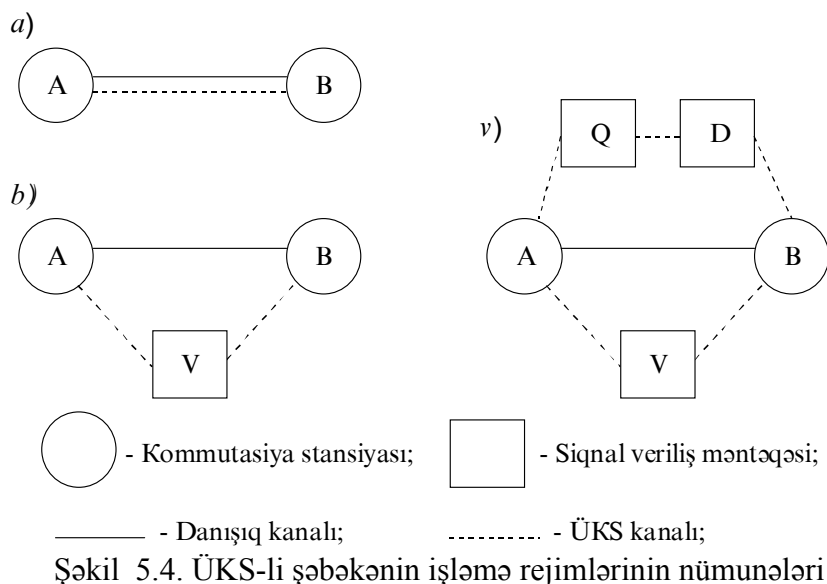 a)
A B
v)
Q D
b)
A B
A B
V
V
- Kommutasiya stansiyası;
- Siqnal veriliş məntəqəsi;
- Danışıq kanalı;
- ÜKS kanalı;
Şəkil 5.4. ÜKS-li şəbəkənin işləmə rejimlərinin nümunələri